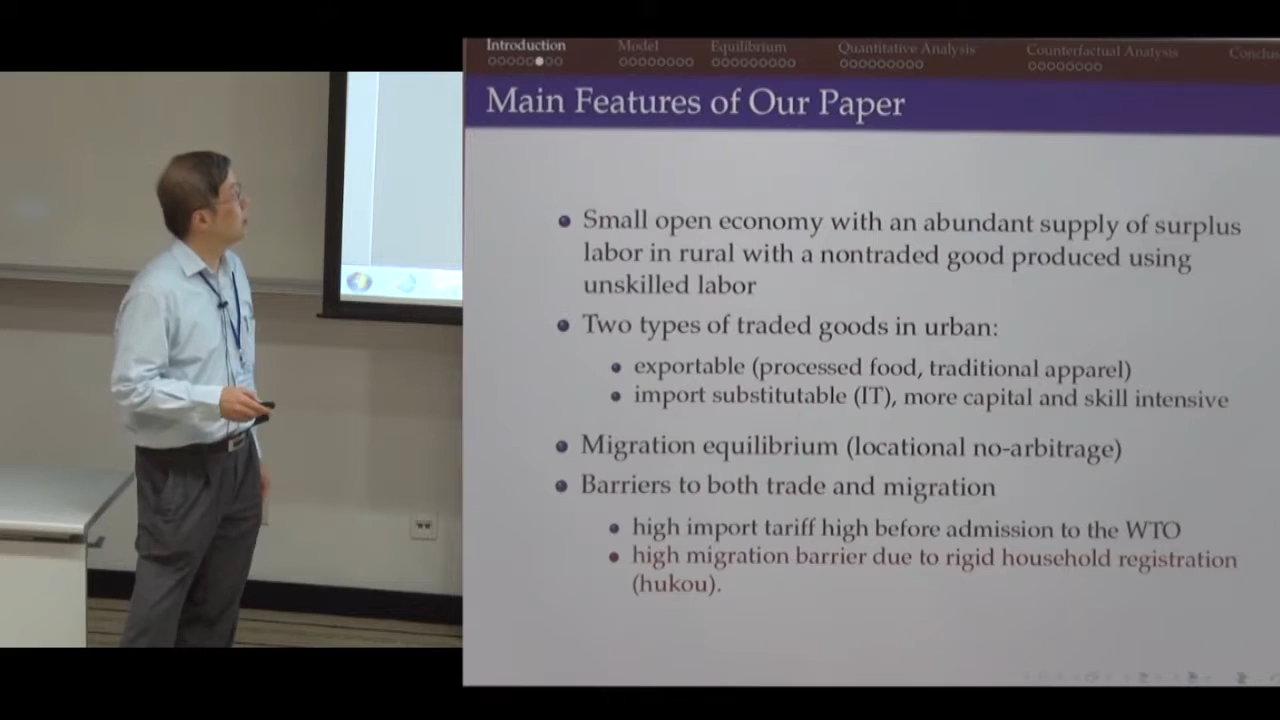 Introduction
Model
Equilibrium
Quantitative Analysis
Counterfactual Analysis
Main Features of Our Paper
Small open economy with an abundant supply of surplus
labor in rural with a nontraded good produced using
unskilled labor
Two types of traded goods in urban:
exportable (processed food, traditional apparel)
import substitutable (IT), more capital and skill intensive
Migration equilibrium (locational no-arbitrage)
Barriers to both trade and migration
high import tariff high before admission to the WTO
high migration barrier due to rigid household registration
(hukou).